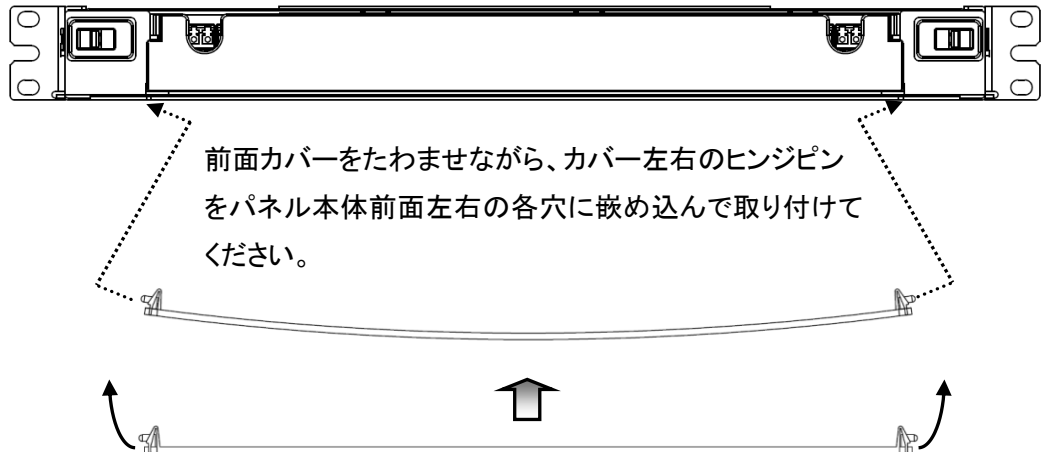 前面カバーをたわませながら、カバー左右のヒンジピン
をパネル本体前面左右の各穴に嵌め込んで取り付けて
ください。